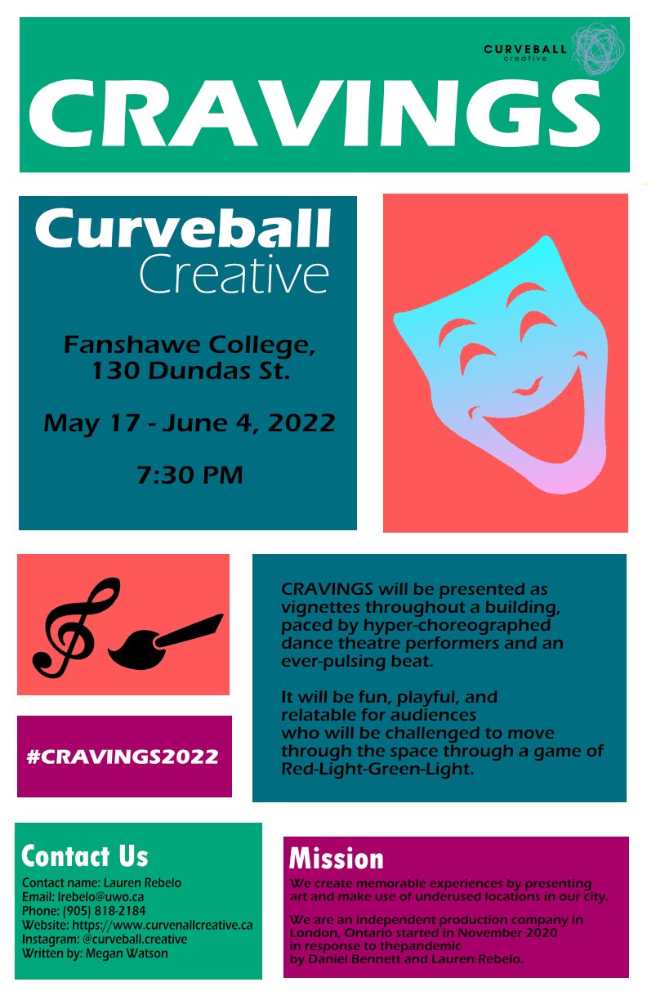 CURVEBALL
creative
CRAVINGS
Curveball
Creative
Fanshawe College,
130 Dundas St.
May 17 - June 4, 2022
7:30 PM
CRAVINGS will be presented as
vignettes throughout a building,
paced by hyper-choreographed
dance theatre performers and an
ever-pulsing beat.
It will be fun, playful, and
relatable for audiences
who will be challenged to move
through the space through a game of
Red-Light-Green-Light.
#CRAVINGS2022
Contact Us
Contact name: Lauren Rebelo
Email: lrebelo@uwo.ca
Phone: (905) 818-2184
Website: https://www.curvenallcreative.ca
Instagram: @curveball.creative
Written by: Megan Watson
Mission
We create memorable experiences by presenting
art and make use of underused locations in our city.
We are an independent production company in
London, Ontario started in November 2020
in response to thepandemic
by Daniel Bennett and Lauren Rebelo.